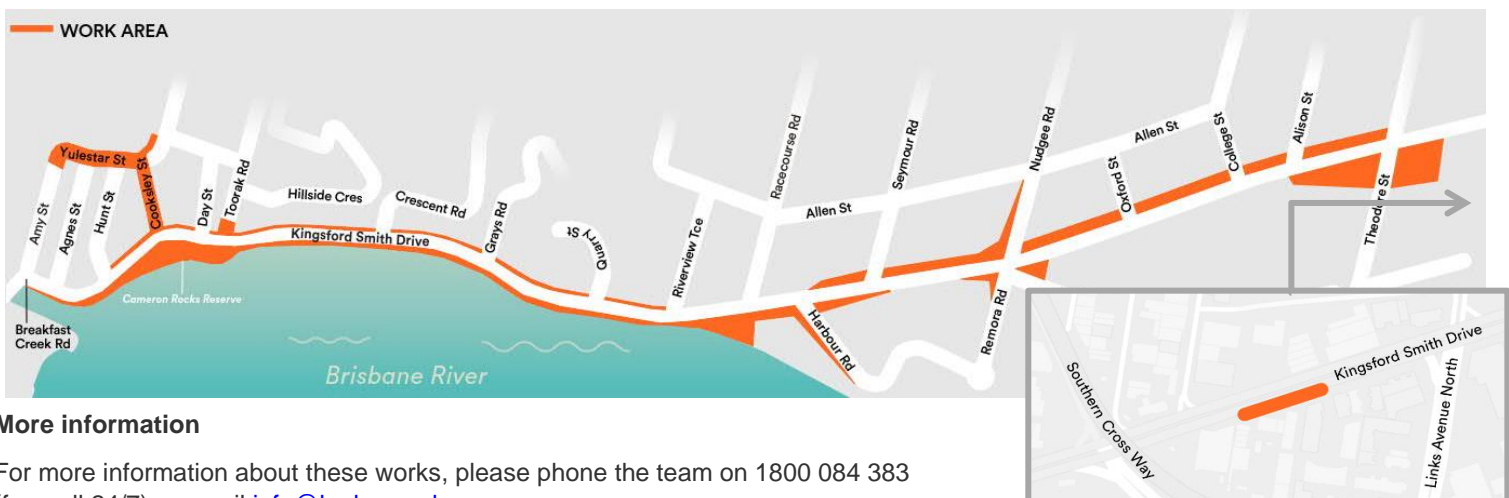 WORK AREA
Amy St
Agnes St
Hunt St
Yulestar St
Cooksley St
Day St
Toorak Rd
Hillside Cres
Crescent Rd
Grays Rd
Quarry St
Riverview Tce
Racecourse Rd
Seymour Rd
Allen St
Nudgee Rd
Allen St
Oxford St
College St
Alison St
Theodore St
Kingsford Smith Drive
Cameron Rocks Reserve
Breakfast
Creek Rd
Harbour Rd
Remora Rd
Brisbane River
Kingsford Smith Drive
Southern Cross Way
Links Avenue North
More information
For more information about these works, please phone the team on 1800 084 383